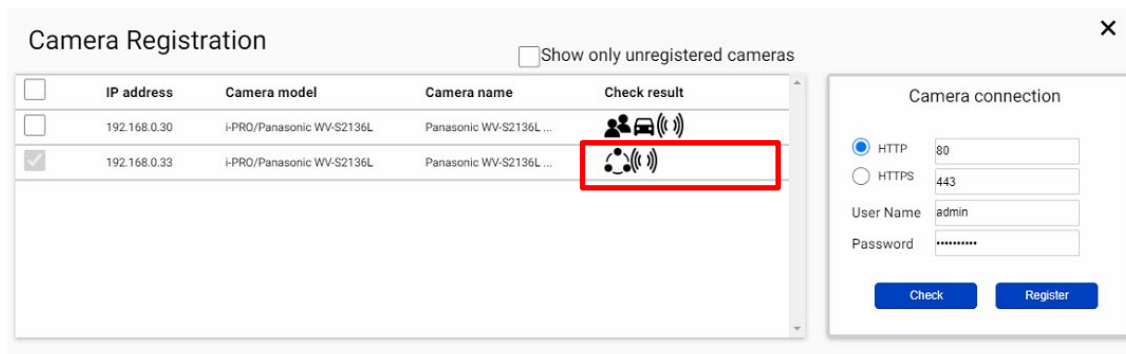 Camera Registration
Show only unregistered cameras
IP address Camera model Camera name Check result
192.168.0.30 i-PRO/Panasonic WV-S2136L Panasonic WV-S2136L ...
192.168.0.33 i-PRO/Panasonic WV-S2136L Panasonic WV-S2136L ...
Camera connection
HTTP 80
HTTPS 443
User Name admin
Password ••••••••••
Check Register